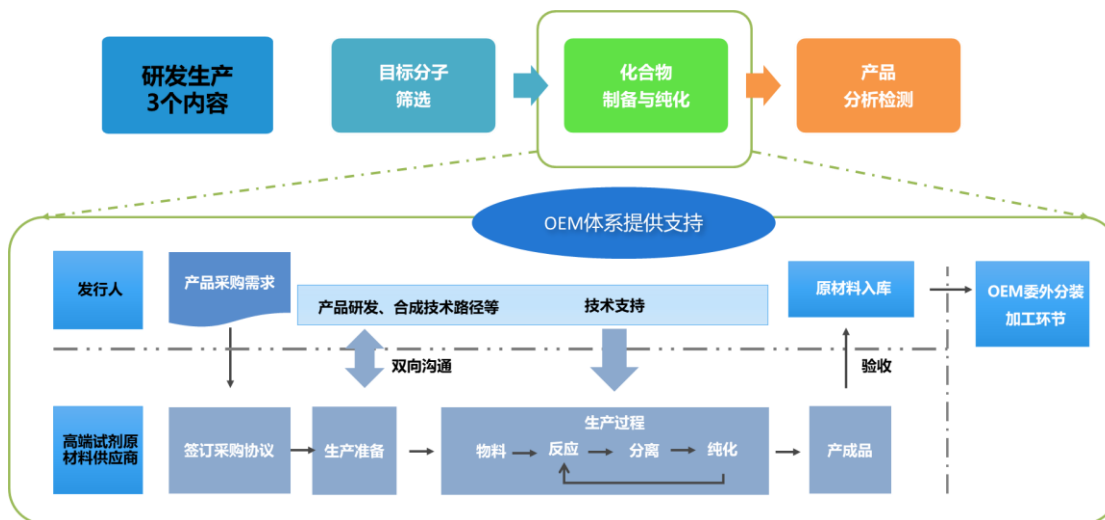 研发生产
3个内容
目标分子
筛选
化合物
制备与纯化
产品
分析检测
OEM体系提供支持
发行人
产品采购需求
产品研发、合成技术路径等
技术支持
原材料入库
OEM委外分装
加工环节
双向沟通
验收
高端试剂原
材料供应商
签订采购协议
生产准备
生产过程
物料
反应
分离
纯化
产成品